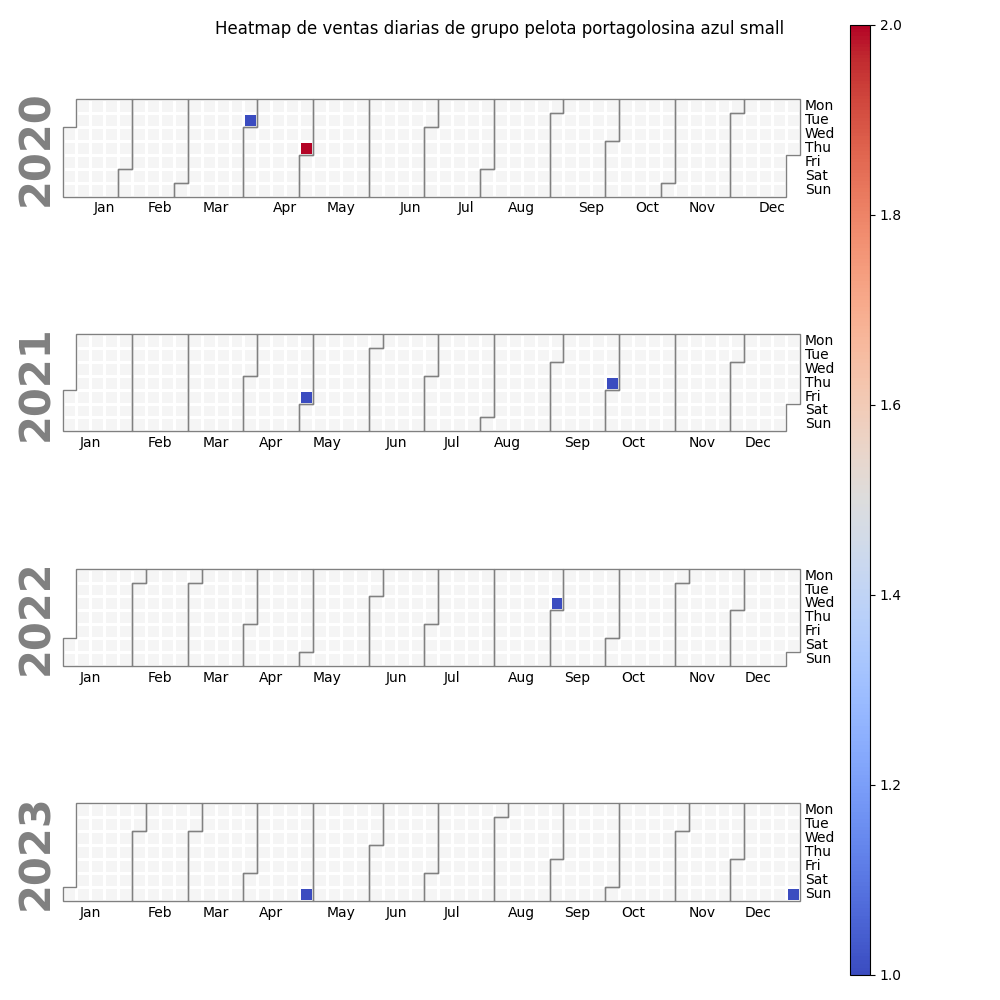 Heatmap de ventas diarias de grupo pelota portagolosina azul small
2020
Mon
Tue
Wed
Thu
Fri
Sat
Sun
Jan Feb Mar Apr May Jun Jul Aug Sep Oct Nov Dec
2021
Mon
Tue
Wed
Thu
Fri
Sat
Sun
Jan Feb Mar Apr May Jun Jul Aug Sep Oct Nov Dec
2022
Mon
Tue
Wed
Thu
Fri
Sat
Sun
Jan Feb Mar Apr May Jun Jul Aug Sep Oct Nov Dec
2023
Mon
Tue
Wed
Thu
Fri
Sat
Sun
Jan Feb Mar Apr May Jun Jul Aug Sep Oct Nov Dec
2.0
1.8
1.6
1.4
1.2
1.0